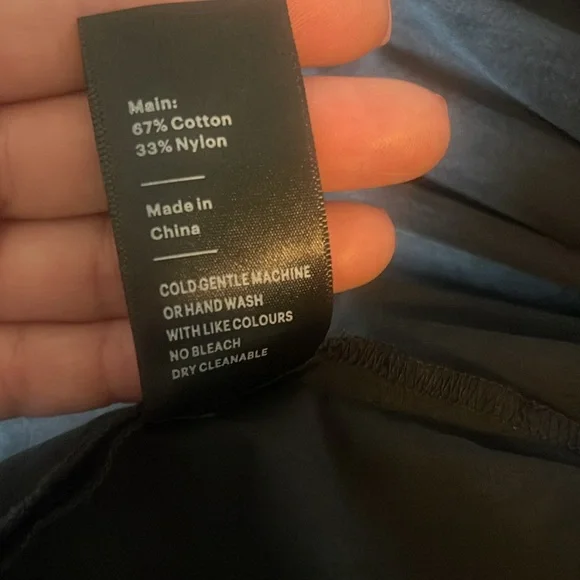 Main:
67% Cotton
33% Nylon
Made in
China
COLD GENTLE MACHINE
OR HAND WASH
WITH LIKE COLOURS
NO BLEACH
DRY CLEANABLE